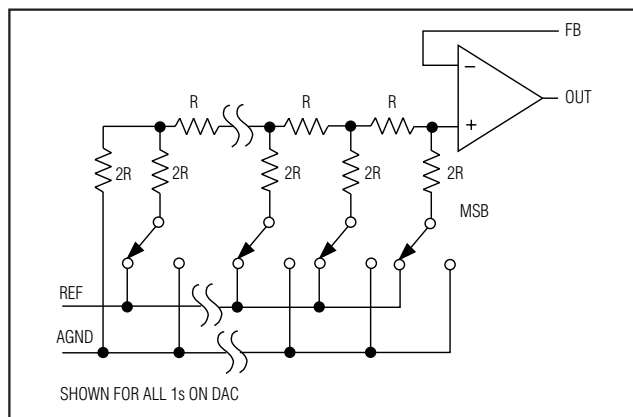 FB
R R R
− OUT
+
2R 2R 2R 2R 2R
MSB
REF
AGND
SHOWN FOR ALL 1s ON DAC